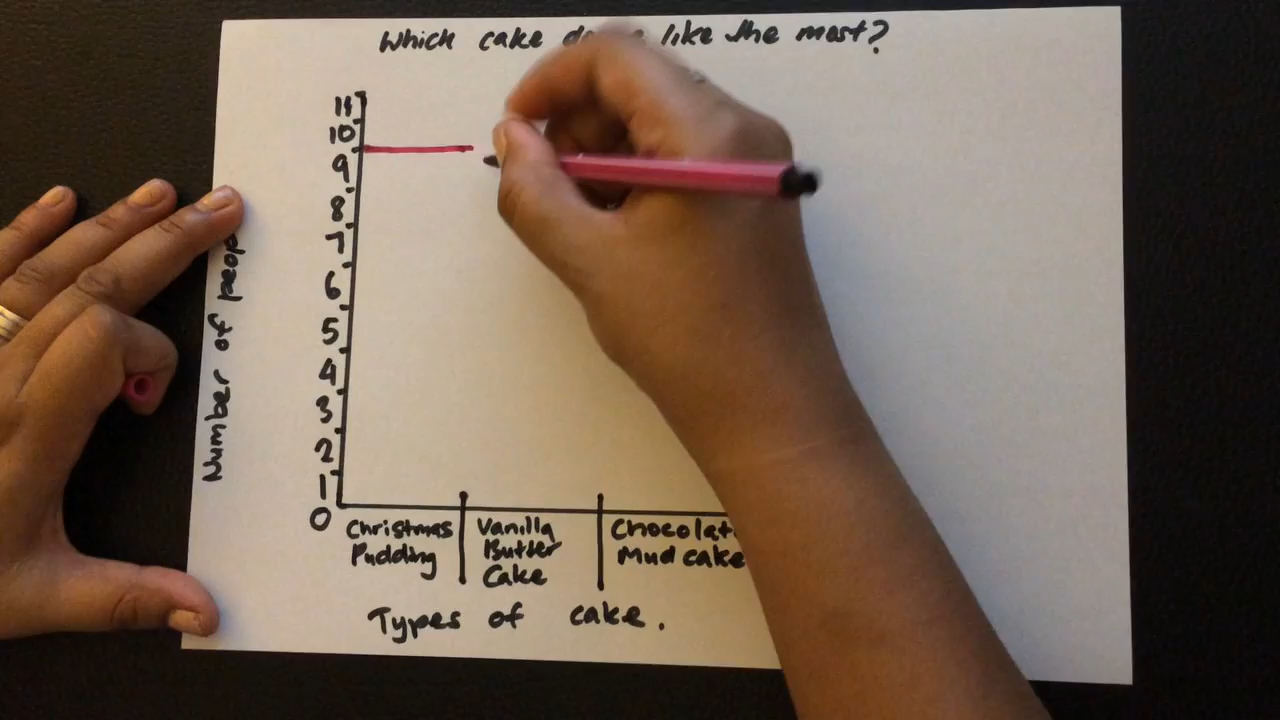 Which cake like the most?
11
10
9
8
7
6
5
4
3
2
1
0
Number of
Christmas Pudding
Vanilla Butter Cake
Mud cake
Types of cake.